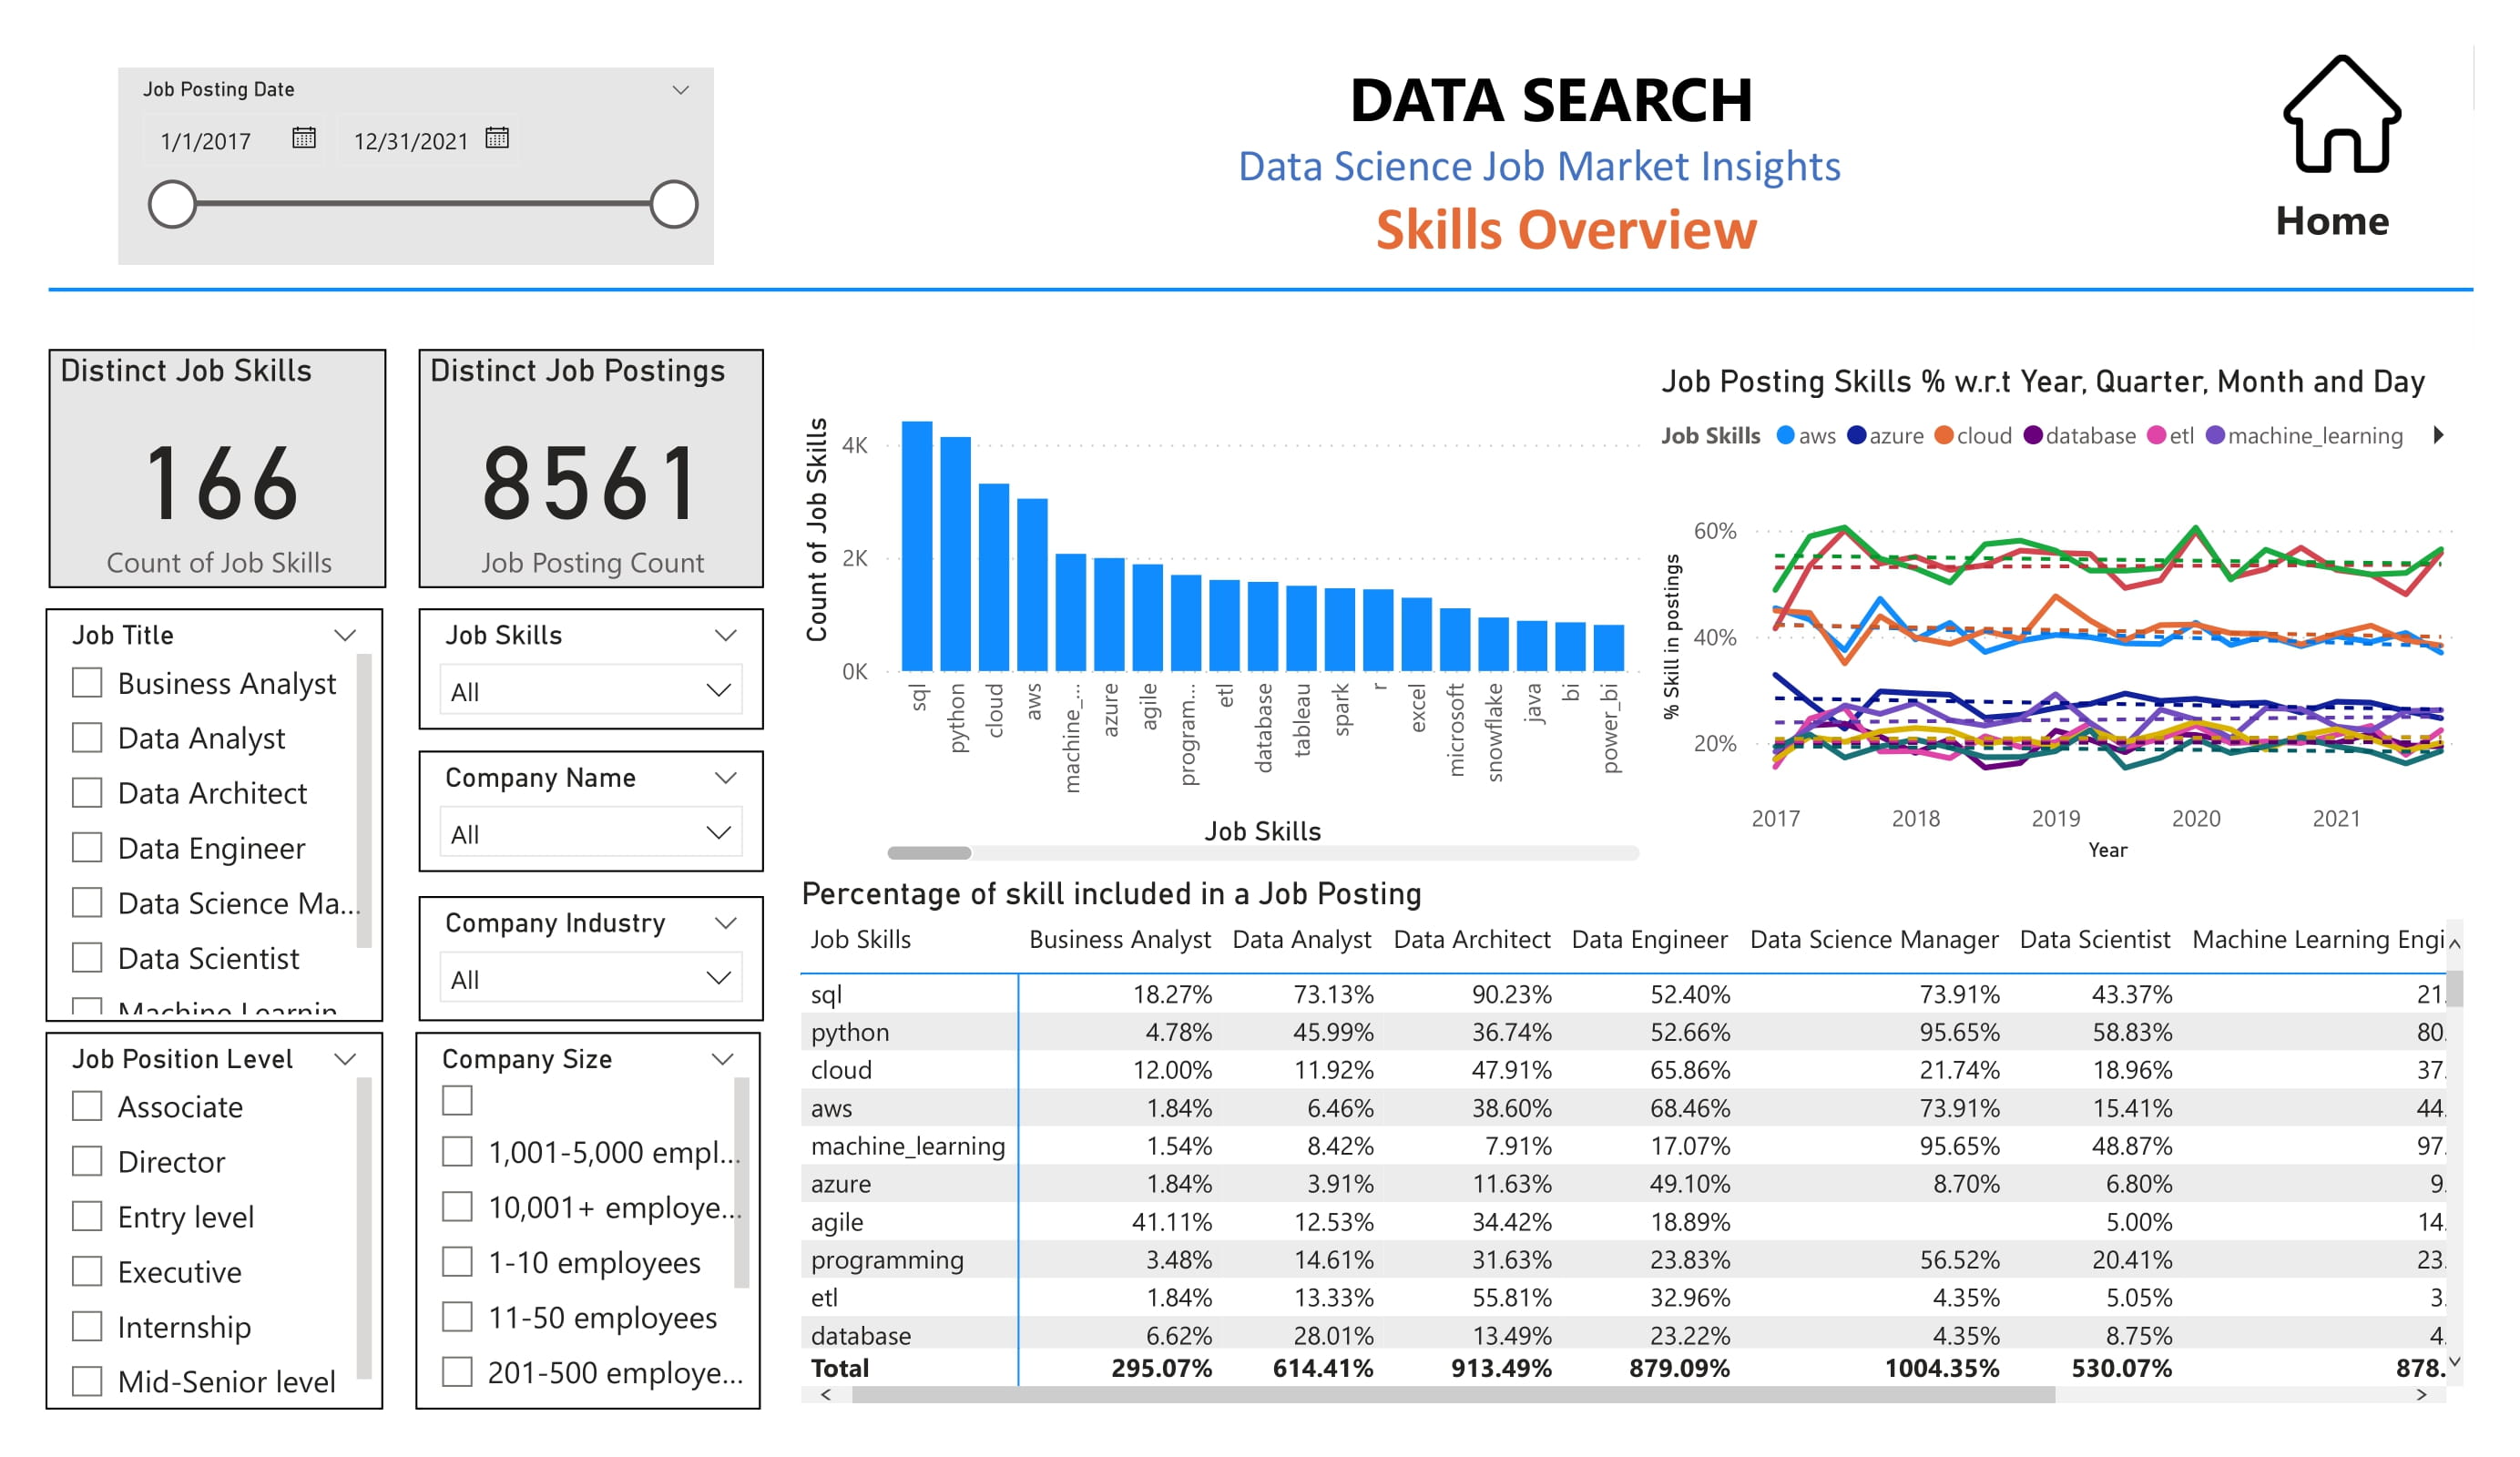 Job Posting Date
1/1/2017 12/31/2021
DATA SEARCH
Data Science Job Market Insights
Skills Overview
Home
Distinct Job Skills
166
Count of Job Skills
Distinct Job Postings
8561
Job Posting Count
Job Title
Business Analyst
Data Analyst
Data Architect
Data Engineer
Data Science Ma...
Data Scientist
Machine Learnin
Job Skills
All
Company Name
All
Company Industry
All
Job Position Level
Associate
Director
Entry level
Executive
Internship
Mid-Senior level
Company Size
1,001-5,000 empl...
10,001+ employe...
1-10 employees
11-50 employees
201-500 employe...
Count of Job Skills
4K
2K
0K
sql
python
cloud
aws
machine_...
azure
agile
program...
etl
database
tableau
spark
r
excel
microsoft
snowflake
java
bi
power_bi
Job Skills
Job Posting Skills % w.r.t Year, Quarter, Month and Day
Job Skills aws azure cloud database etl machine_learning
% Skill in postings
60%
40%
20%
2017 2018 2019 2020 2021
Year
Percentage of skill included in a Job Posting
Job Skills Business Analyst Data Analyst Data Architect Data Engineer Data Science Manager Data Scientist Machine Learning Engi
sql 18.27% 73.13% 90.23% 52.40% 73.91% 43.37% 21.
python 4.78% 45.99% 36.74% 52.66% 95.65% 58.83% 80.
cloud 12.00% 11.92% 47.91% 65.86% 21.74% 18.96% 37.
aws 1.84% 6.46% 38.60% 68.46% 73.91% 15.41% 44.
machine_learning 1.54% 8.42% 7.91% 17.07% 95.65% 48.87% 97.
azure 1.84% 3.91% 11.63% 49.10% 8.70% 6.80% 9.
agile 41.11% 12.53% 34.42% 18.89% 5.00% 14.
programming 3.48% 14.61% 31.63% 23.83% 56.52% 20.41% 23.
etl 1.84% 13.33% 55.81% 32.96% 4.35% 5.05% 3.
database 6.62% 28.01% 13.49% 23.22% 4.35% 8.75% 4.
Total 295.07% 614.41% 913.49% 879.09% 1004.35% 530.07% 878.